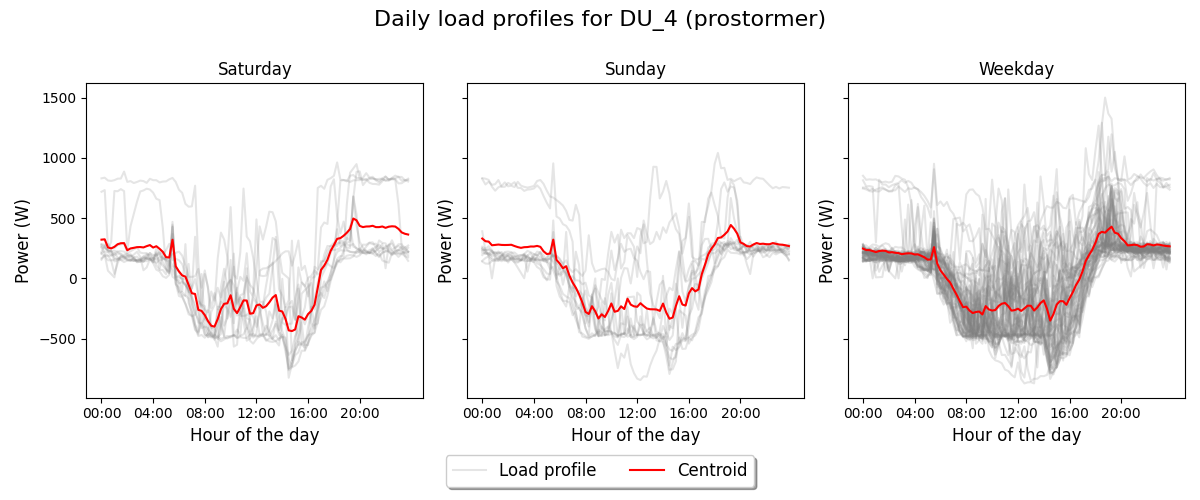 Daily load profiles for DU_4 (prostormer)
Saturday
Sunday
Weekday
Power (W)
Power (W)
Power (W)
1500
1000
500
0
−500
00:00 04:00 08:00 12:00 16:00 20:00
00:00 04:00 08:00 12:00 16:00 20:00
00:00 04:00 08:00 12:00 16:00 20:00
Hour of the day
Hour of the day
Hour of the day
Load profile
Centroid